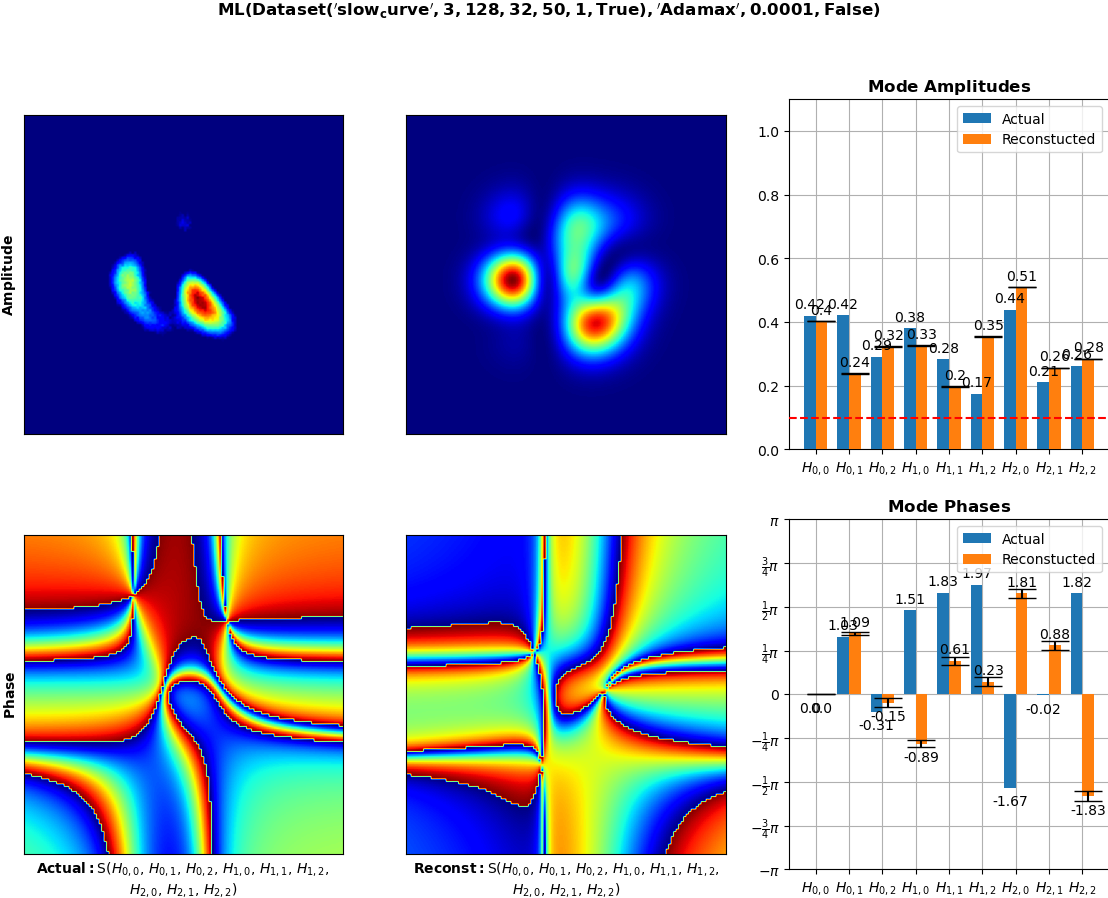 ML(Dataset('slow_curve', 3, 128, 32, 50, 1, True), 'Adamax', 0.0001, False)
Amplitude
Mode Amplitudes
Actual
Reconstucted
1.0
0.8
0.6
0.4
0.2
0.0
0.42 0.4 0.42 0.24 0.29 0.32 0.38 0.33 0.28 0.2 0.17 0.35 0.44 0.51 0.21 0.26 0.26 0.28
H0,0 H0,1 H0,2 H1,0 H1,1 H1,2 H2,0 H2,1 H2,2
Phase
Mode Phases
Actual
Reconstucted
π
3/4π
1/2π
1/4π
0
−1/4π
−1/2π
−3/4π
−π
0.0 0.0 1.03 1.09 -0.31 -0.15 1.51 -0.89 1.83 0.61 1.97 0.23 -1.67 1.81 -0.02 0.88 1.82 -1.83
H0,0 H0,1 H0,2 H1,0 H1,1 H1,2 H2,0 H2,1 H2,2
Actual: S(H0,0, H0,1, H0,2, H1,0, H1,1, H1,2,
H2,0, H2,1, H2,2)
Reconst: S(H0,0, H0,1, H0,2, H1,0, H1,1, H1,2,
H2,0, H2,1, H2,2)